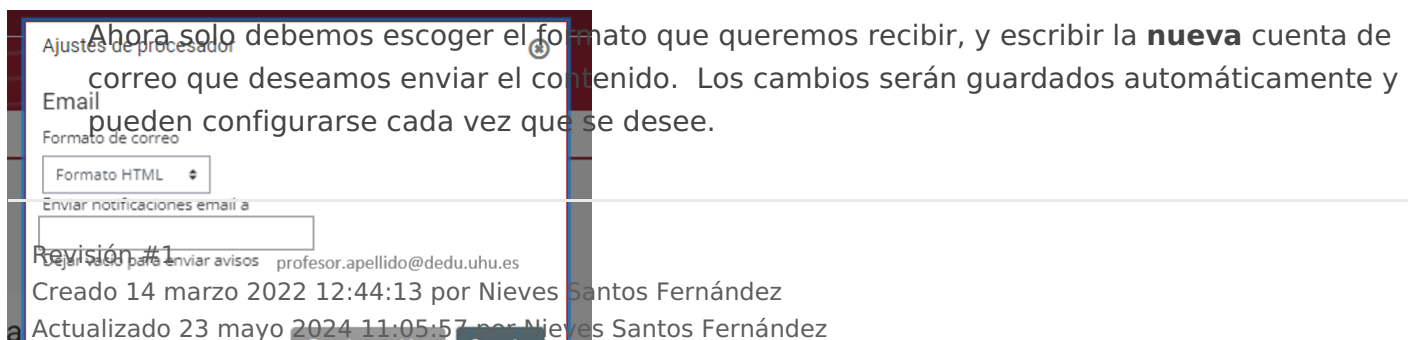 Ahora solo debemos escoger el formato que queremos recibir, y escribir la nueva cuenta de
correo que deseamos enviar el contenido.  Los cambios serán guardados automáticamente y
pueden configurarse cada vez que se desee.
Ajustes de procesador
Email
Formato de correo
Formato HTML
Enviar notificaciones email a
Dejar vacío para enviar avisos profesor.apellido@dedu.uhu.es
Revisión #1
Creado 14 marzo 2022 12:44:13 por Nieves Santos Fernández
Actualizado 23 mayo 2024 11:05:57 por Nieves Santos Fernández